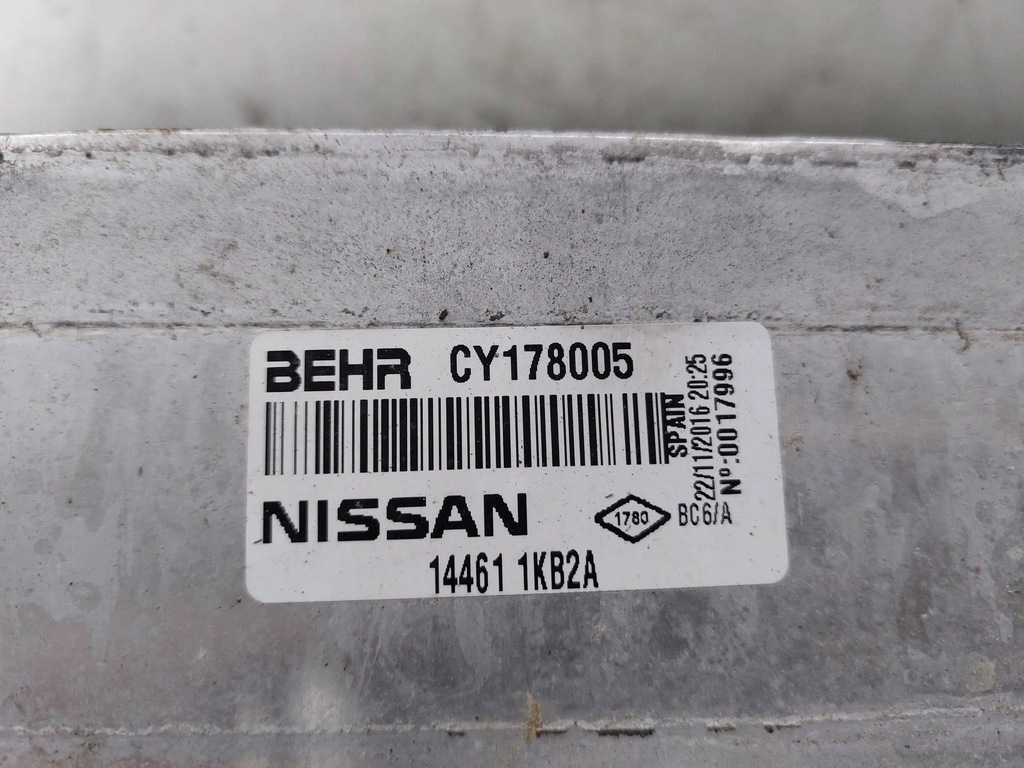 BEHR CY178005
SPAIN
22/11/2016 20:25
Nº:0017996
NISSAN 1780 BC6/A
14461 1KB2A